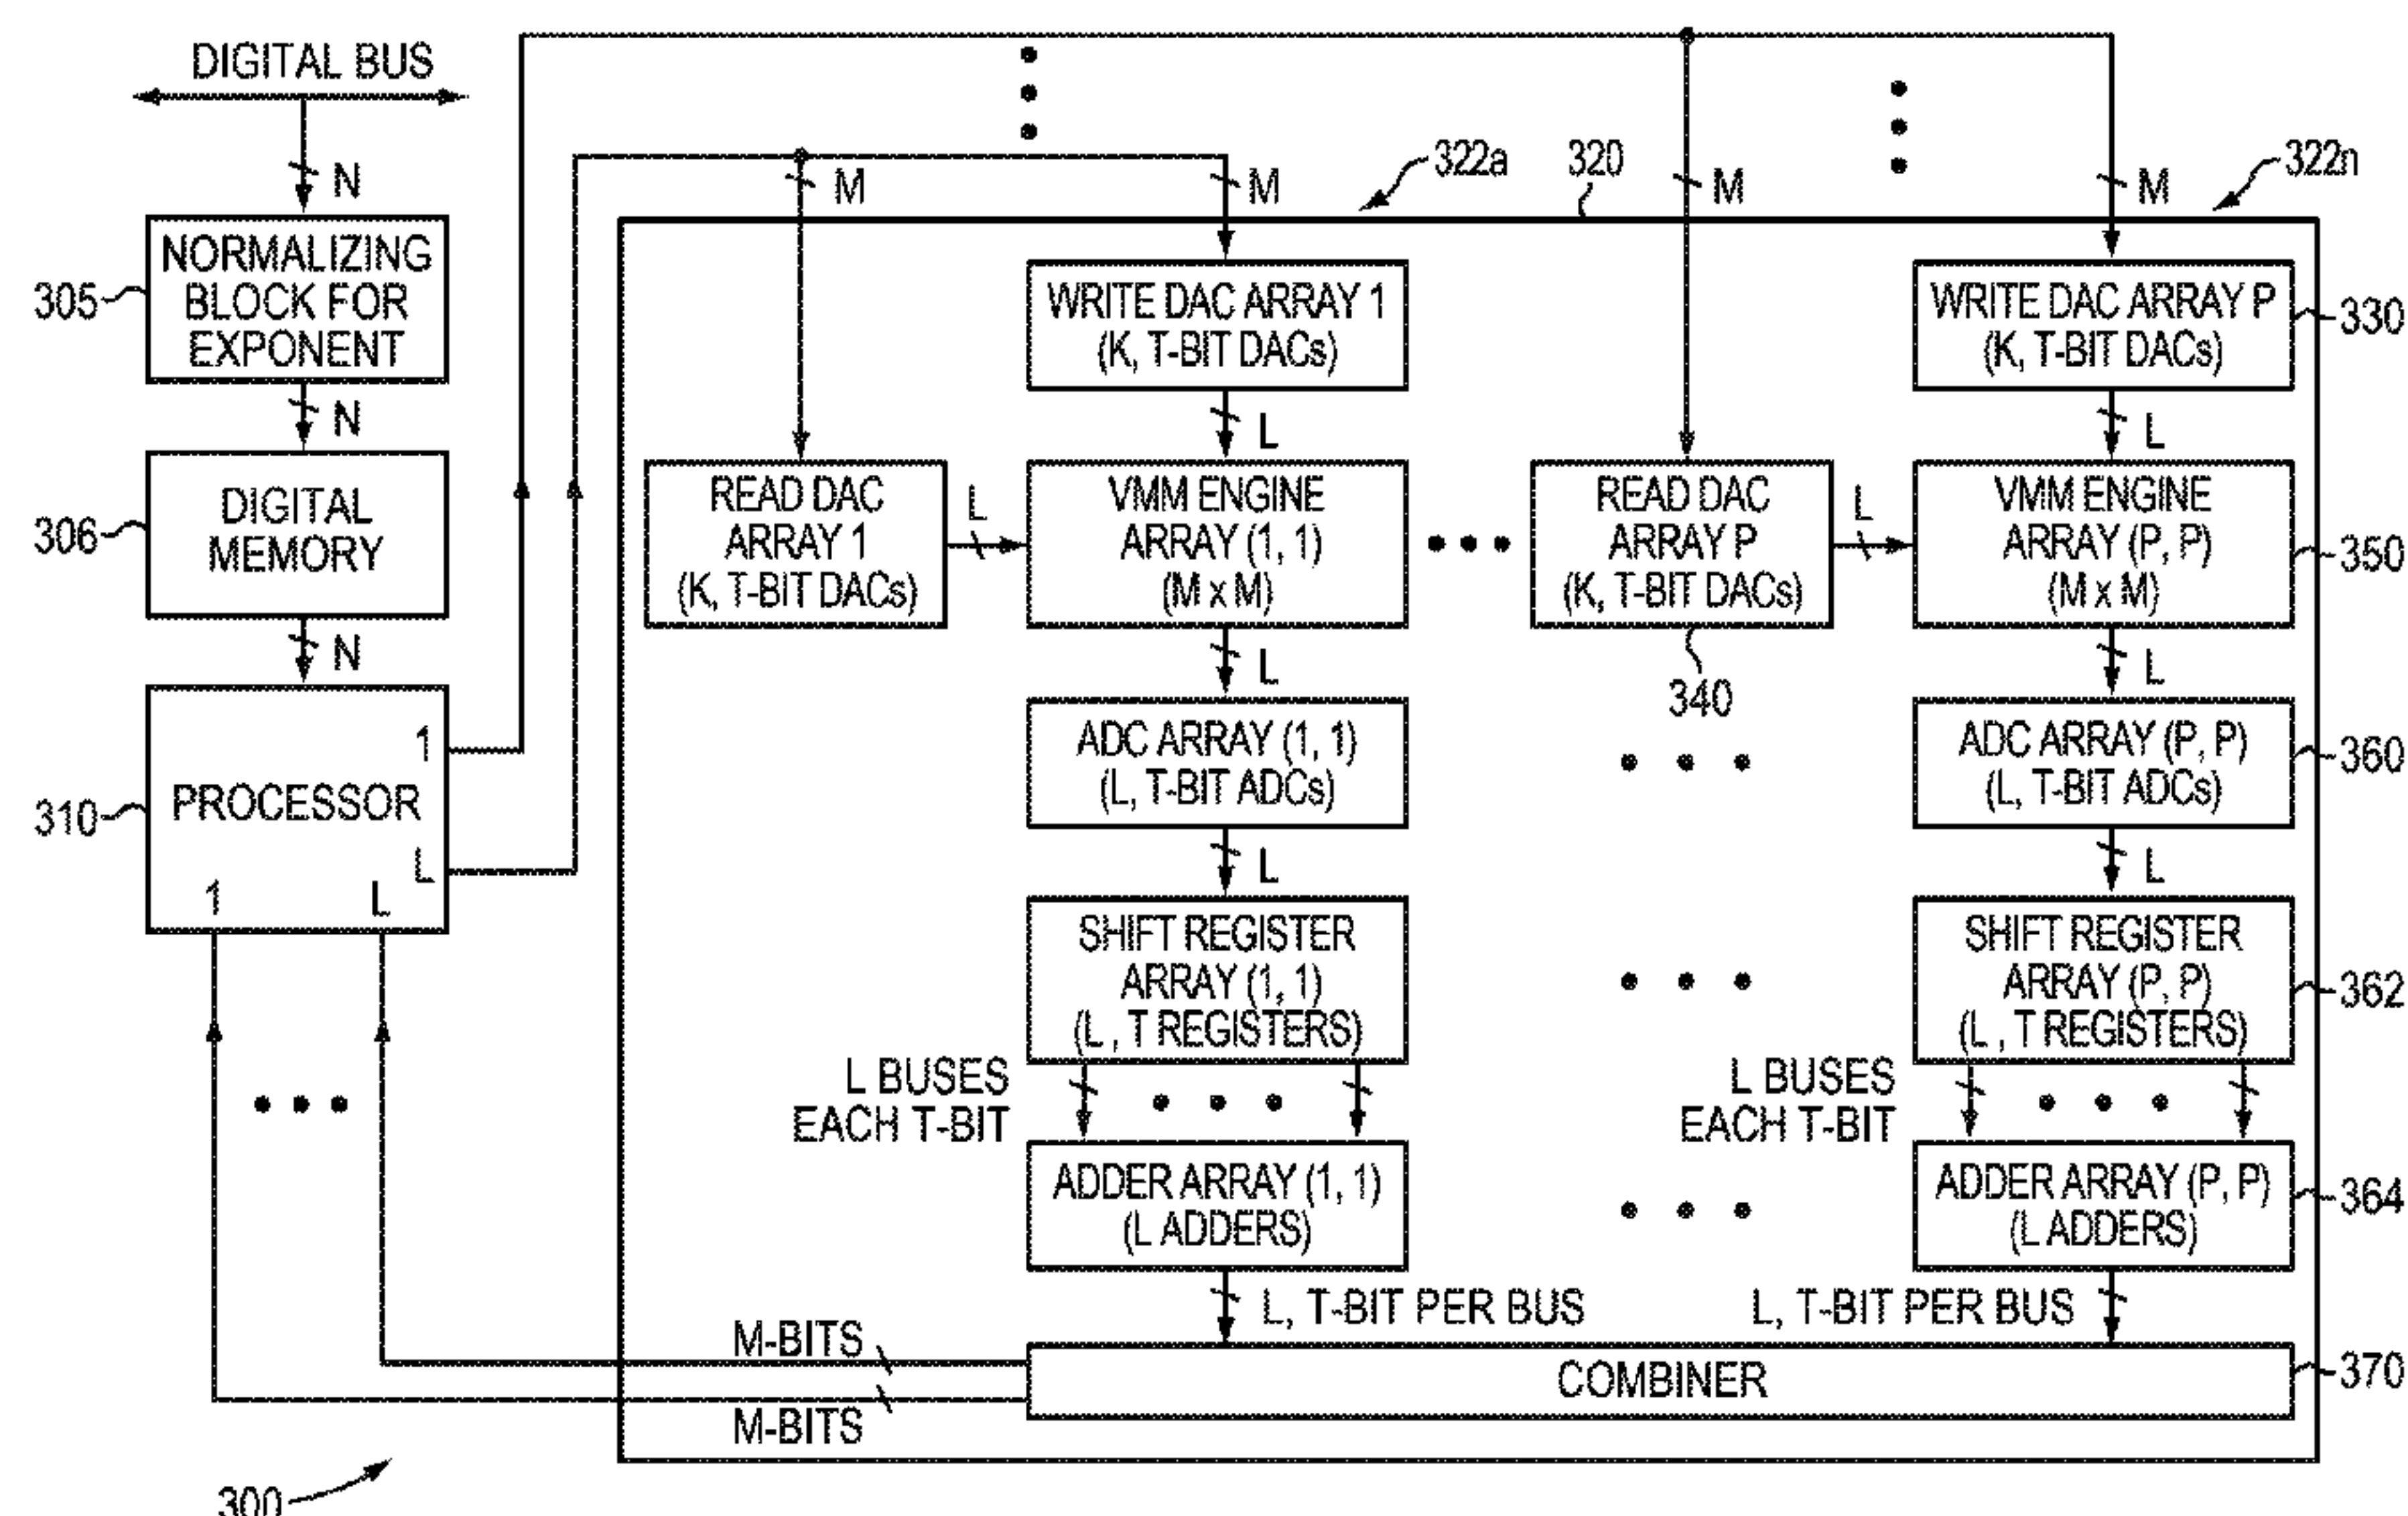 DIGITAL BUS
N
NORMALIZING
BLOCK FOR
EXPONENT
305
N
DIGITAL
MEMORY
306
N
PROCESSOR
310
1
L
1
L
M
M
322a
320
M
M
322n
WRITE DAC ARRAY 1
(K, T-BIT DACs)
WRITE DAC ARRAY P
(K, T-BIT DACs)
330
L
L
READ DAC
ARRAY 1
(K, T-BIT DACs)
L
VMM ENGINE
ARRAY (1, 1)
(M x M)
READ DAC
ARRAY P
(K, T-BIT DACs)
340
L
VMM ENGINE
ARRAY (P, P)
(M x M)
350
L
L
ADC ARRAY (1, 1)
(L, T-BIT ADCs)
ADC ARRAY (P, P)
(L, T-BIT ADCs)
360
L
L
SHIFT REGISTER
ARRAY (1, 1)
(L , T REGISTERS)
SHIFT REGISTER
ARRAY (P, P)
(L , T REGISTERS)
362
L BUSES
EACH T-BIT
L BUSES
EACH T-BIT
ADDER ARRAY (1, 1)
(L ADDERS)
ADDER ARRAY (P, P)
(L ADDERS)
364
L, T-BIT PER BUS
L, T-BIT PER BUS
M-BITS
M-BITS
COMBINER
370
300